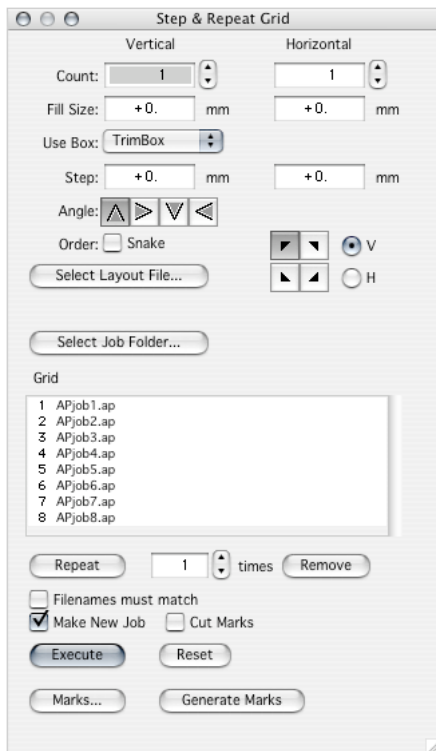 Step & Repeat Grid
Vertical Horizontal
Count: 1 1
Fill Size: +0. mm +0. mm
Use Box: TrimBox
Step: +0. mm +0. mm
Angle:
Order: Snake V
Select Layout File... H
Select Job Folder...
Grid
1 APjob1.ap
2 APjob2.ap
3 APjob3.ap
4 APjob4.ap
5 APjob5.ap
6 APjob6.ap
7 APjob7.ap
8 APjob8.ap
Repeat 1 times Remove
Filenames must match
Make New Job Cut Marks
Execute Reset
Marks... Generate Marks